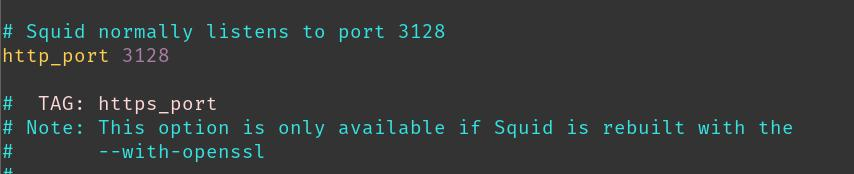 # Squid normally listens to port 3128
http_port 3128
#  TAG: https_port
# Note: This option is only available if Squid is rebuilt with the
#       --with-openssl
#